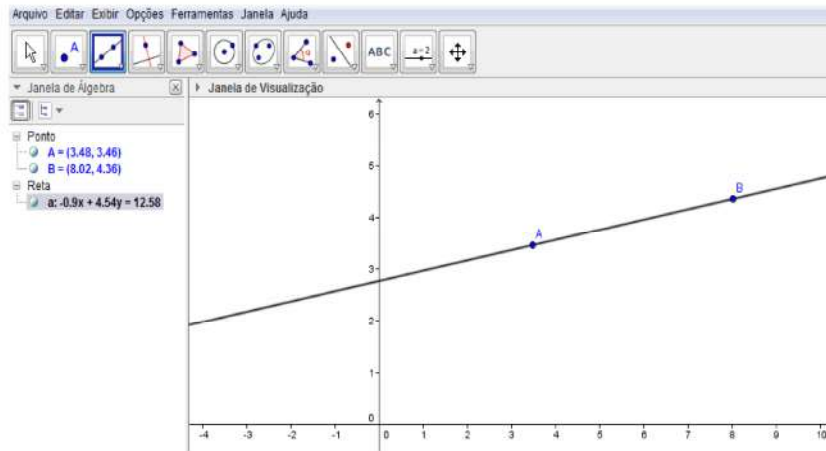 Arquivo Editar Exibir Opções Ferramentas Janela Ajuda
A
ABC
a=2
Janela de Álgebra
Janela de Visualização
Ponto
A = (3.48, 3.46)
B = (8.02, 4.36)
Reta
a: -0.9x + 4.54y = 12.58
6
5
4
3
2
1
0
A
B
-4 -3 -2 -1 0 1 2 3 4 5 6 7 8 9 10